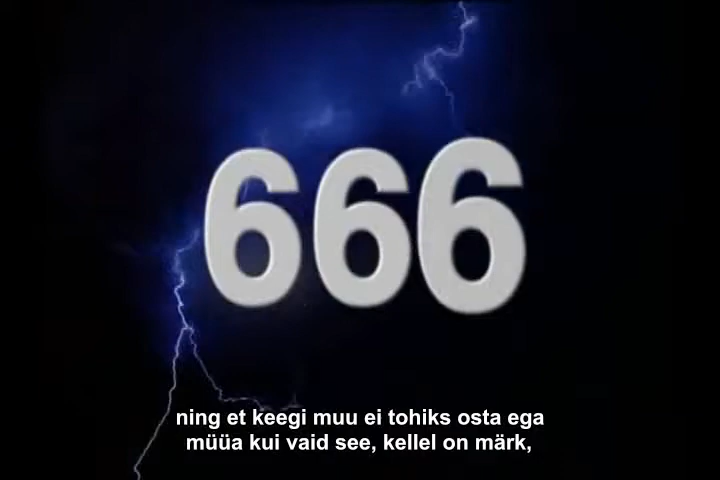 666
ning et keegi muu ei tohiks osta ega
müüa kui vaid see, kellel on märk,